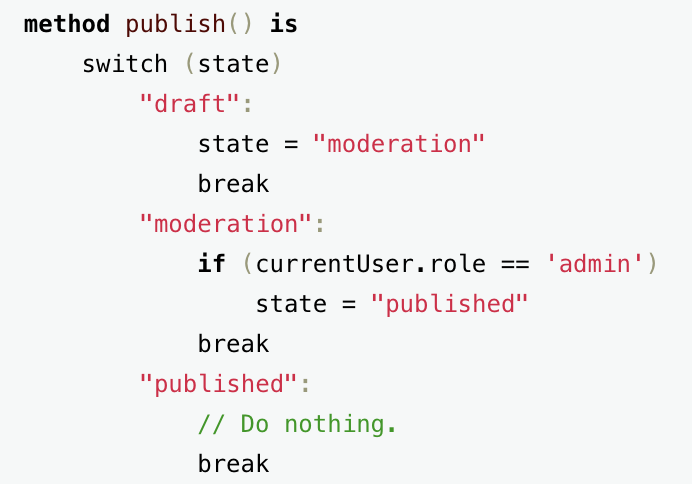 method publish() is
    switch (state)
        "draft":
            state = "moderation"
            break
        "moderation":
            if (currentUser.role == 'admin')
                state = "published"
            break
        "published":
            // Do nothing.
            break